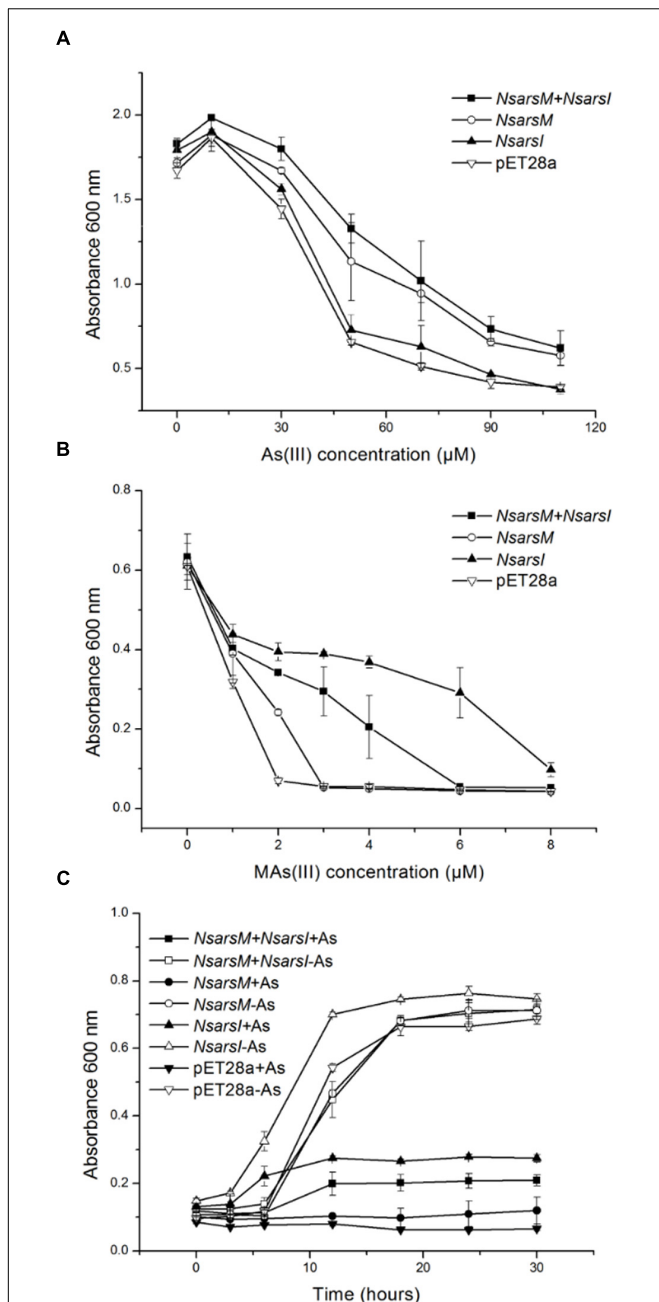 A
NsarsM+NsarsI
NsarsM
NsarsI
pET28a
2.0
1.5
1.0
0.5
Absorbance 600 nm
0 30 60 90 120
As(III) concentration (µM)
B
NsarsM+NsarsI
NsarsM
NsarsI
pET28a
0.8
0.6
0.4
0.2
0.0
Absorbance 600 nm
0 2 4 6 8
MAs(III) concentration (µM)
C
NsarsM+NsarsI+As
NsarsM+NsarsI-As
NsarsM+As
NsarsM-As
NsarsI+As
NsarsI-As
pET28a+As
pET28a-As
1.0
0.8
0.6
0.4
0.2
0.0
Absorbance 600 nm
0 10 20 30
Time (hours)